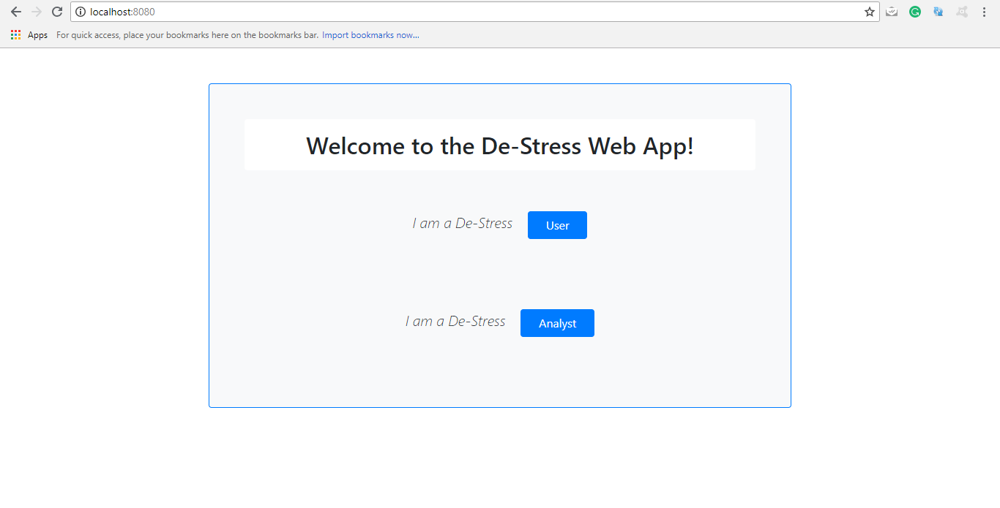 localhost:8080
Apps For quick access, place your bookmarks here on the bookmarks bar. Import bookmarks now...
Welcome to the De-Stress Web App!
I am a De-Stress User
I am a De-Stress Analyst